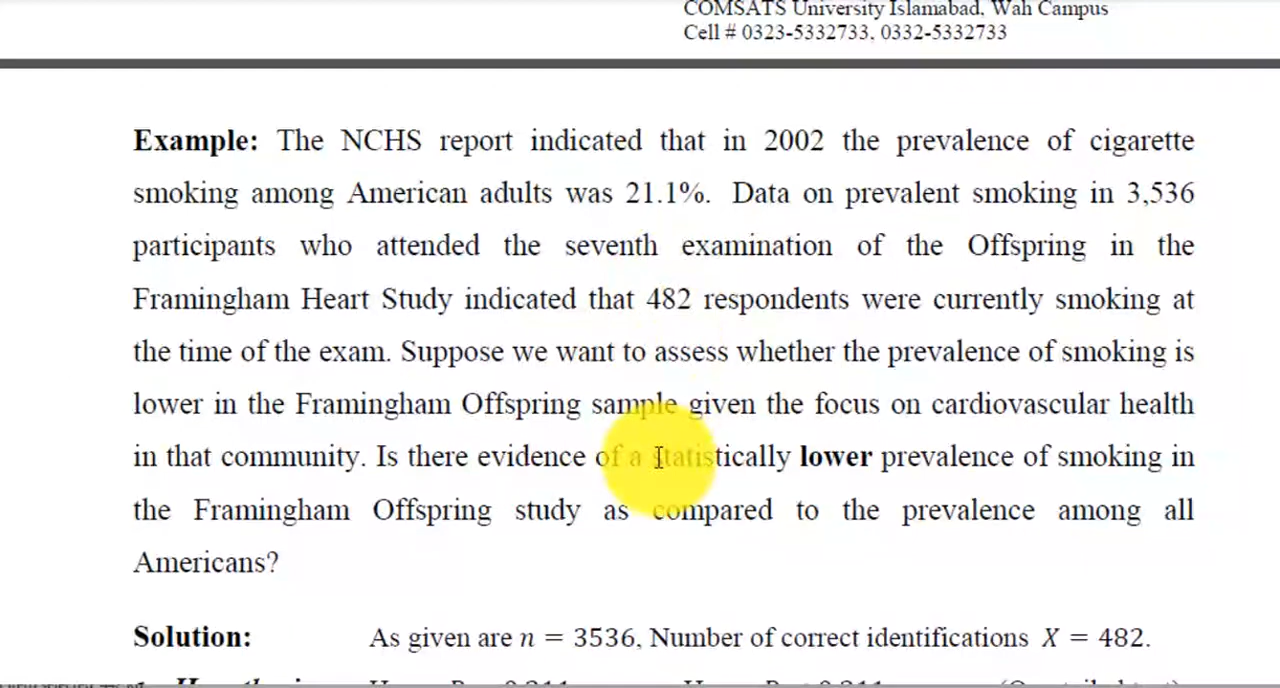 COMSATS University Islamabad, Wah Campus
Cell # 0323-5332733, 0332-5332733
Example: The NCHS report indicated that in 2002 the prevalence of cigarette
smoking among American adults was 21.1%. Data on prevalent smoking in 3,536
participants who attended the seventh examination of the Offspring in the
Framingham Heart Study indicated that 482 respondents were currently smoking at
the time of the exam. Suppose we want to assess whether the prevalence of smoking is
lower in the Framingham Offspring sample given the focus on cardiovascular health
in that community. Is there evidence of a statistically lower prevalence of smoking in
the Framingham Offspring study as compared to the prevalence among all
Americans?
Solution: As given are n = 3536, Number of correct identifications X = 482.